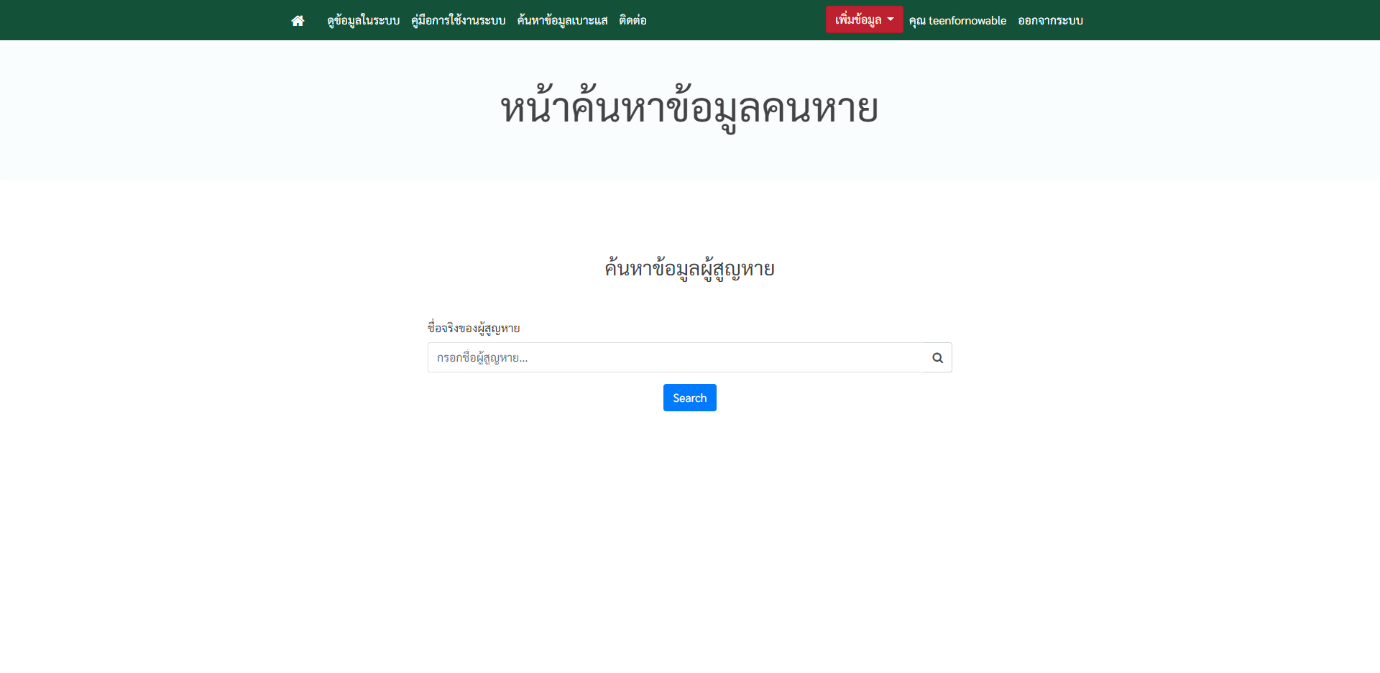 ดูข้อมูลในระบบ คู่มือการใช้งานระบบ ค้นหาข้อมูลเบาะแส ติดต่อ เพิ่มข้อมูล คุณ teenfornowable ออกจากระบบ
หน้าค้นหาข้อมูลคนหาย
ค้นหาข้อมูลผู้สูญหาย
ชื่อจริงของผู้สูญหาย
กรอกชื่อผู้สูญหาย...
Search